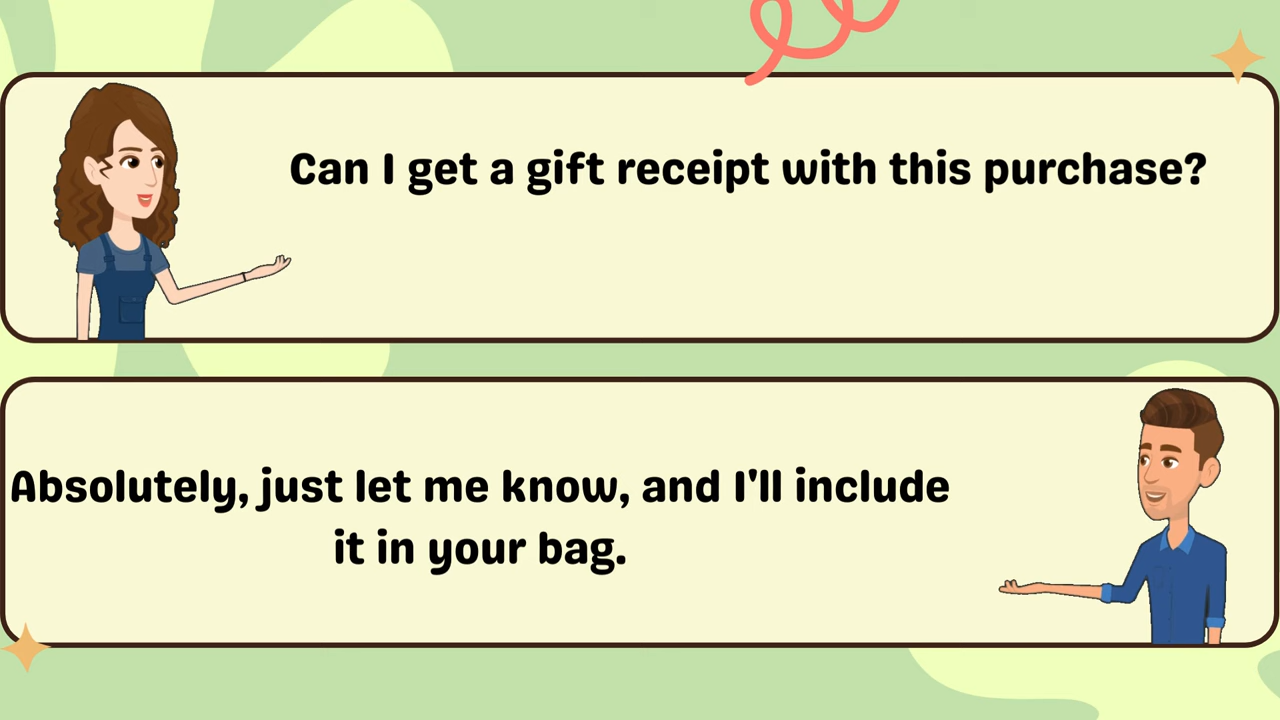 Can I get a gift receipt with this purchase?
Absolutely, just let me know, and I'll include
it in your bag.